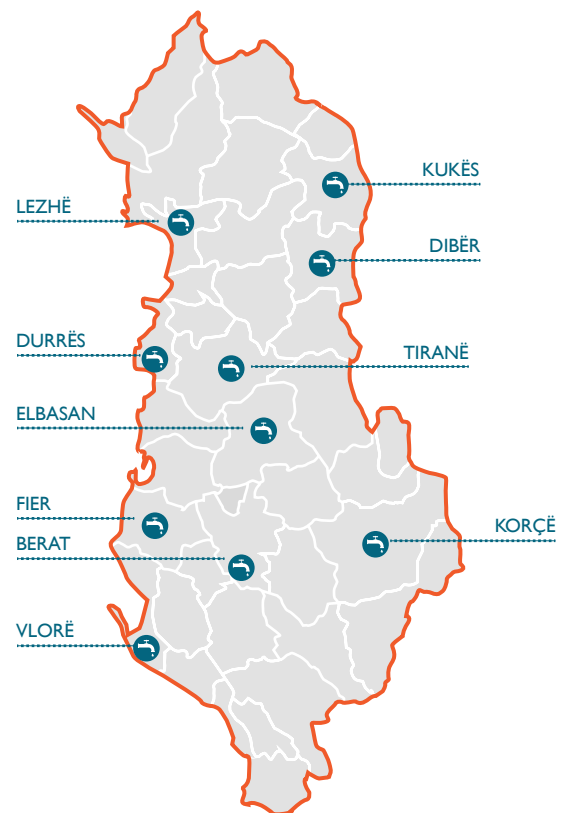 KUKËS
LEZHË
DIBËR
DURRËS
TIRANË
ELBASAN
FIER
KORÇË
BERAT
VLORË